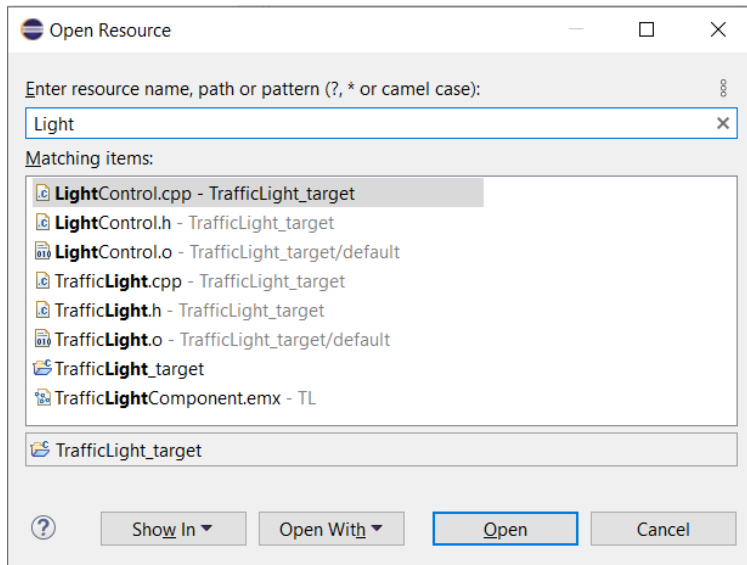 Open Resource
Enter resource name, path or pattern (?, * or camel case):
Light
Matching items:
LightControl.cpp - TrafficLight_target
LightControl.h - TrafficLight_target
LightControl.o - TrafficLight_target/default
TrafficLight.cpp - TrafficLight_target
TrafficLight.h - TrafficLight_target
TrafficLight.o - TrafficLight_target/default
TrafficLight_target
TrafficLightComponent.emx - TL
TrafficLight_target
Show In Open With Open Cancel